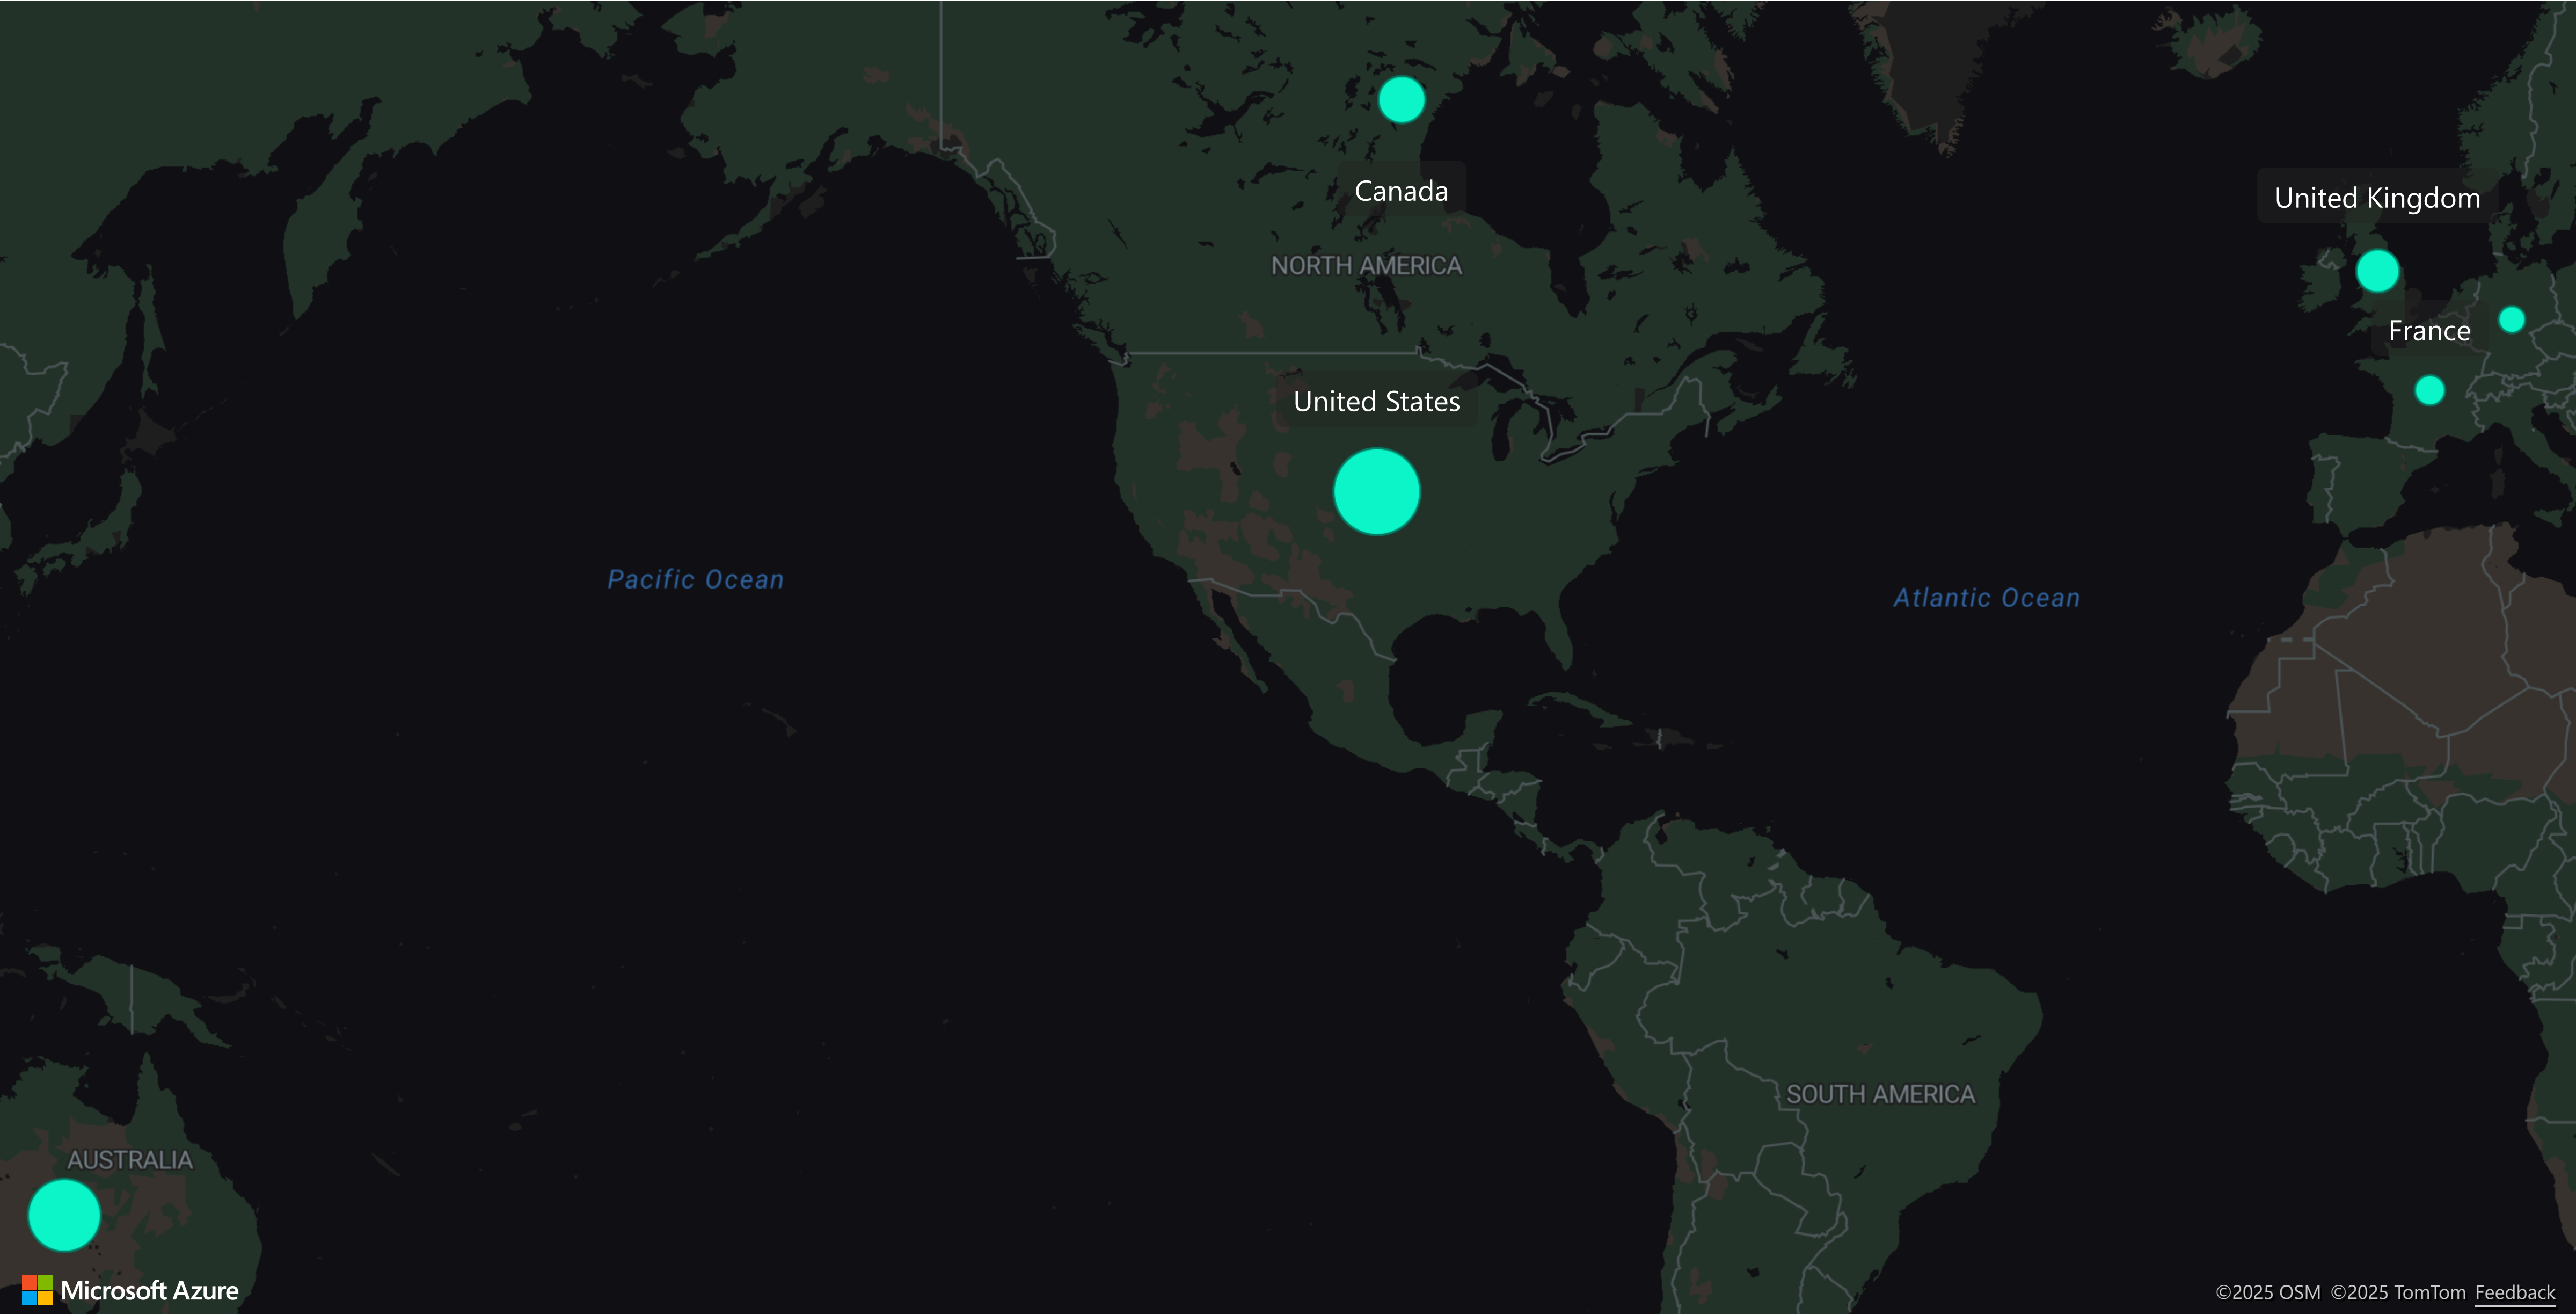 Canada
United Kingdom
NORTH AMERICA
France
United States
Pacific Ocean
Atlantic Ocean
SOUTH AMERICA
AUSTRALIA
Microsoft Azure
©2025 OSM ©2025 TomTom Feedback